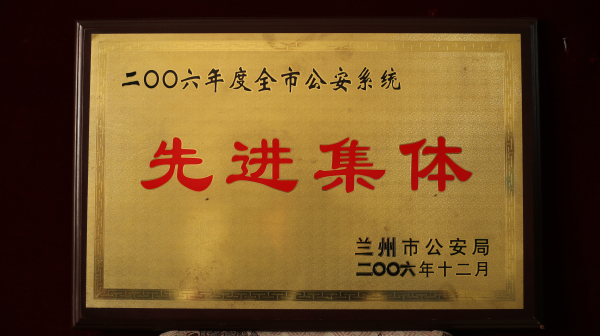 二〇〇六年度全市公安系统
先进集体
兰州市公安局
二〇〇六年十二月